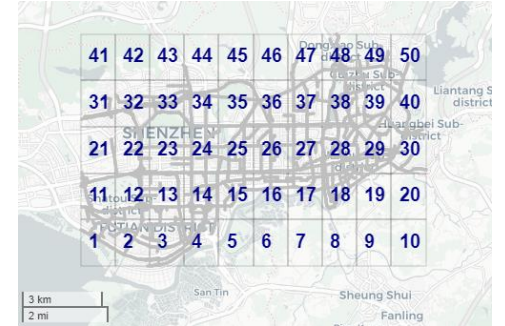 41 42 43 44 45 46 47 48 49 50
Liantang S
district
31 32 33 34 35 36 37 38 39 40
SHENZHEN
21 22 23 24 25 26 27 28 29 30
district
11 12 13 14 15 16 17 18 19 20
FUTIAN DISTRICT
1 2 3 4 5 6 7 8 9 10
San Tin
Sheung Shui
3 km
2 mi
Fanling